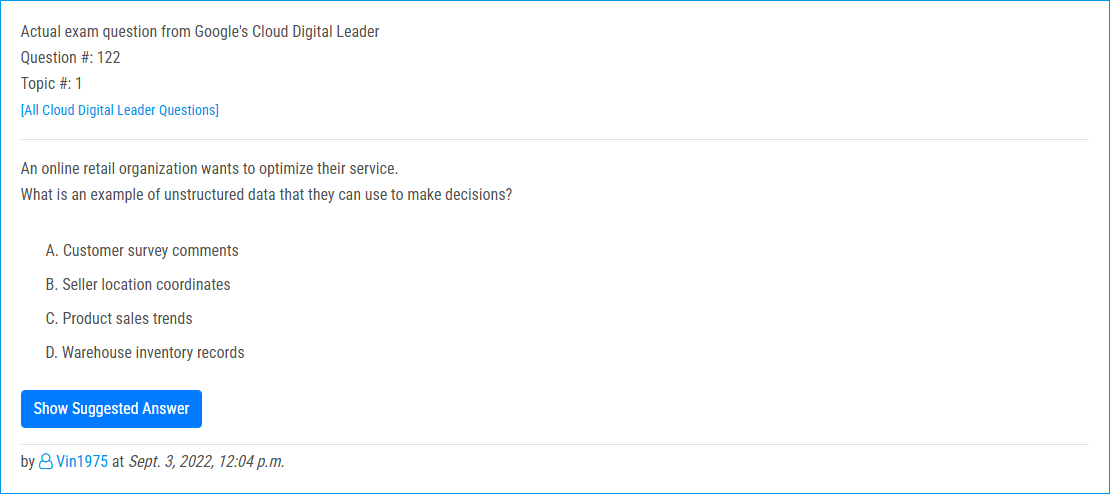 Actual exam question from Google's Cloud Digital Leader
Question #: 122
Topic #: 1
[All Cloud Digital Leader Questions]
An online retail organization wants to optimize their service.
What is an example of unstructured data that they can use to make decisions?
A. Customer survey comments
B. Seller location coordinates
C. Product sales trends
D. Warehouse inventory records
Show Suggested Answer
by Vin1975 at Sept. 3, 2022, 12:04 p.m.